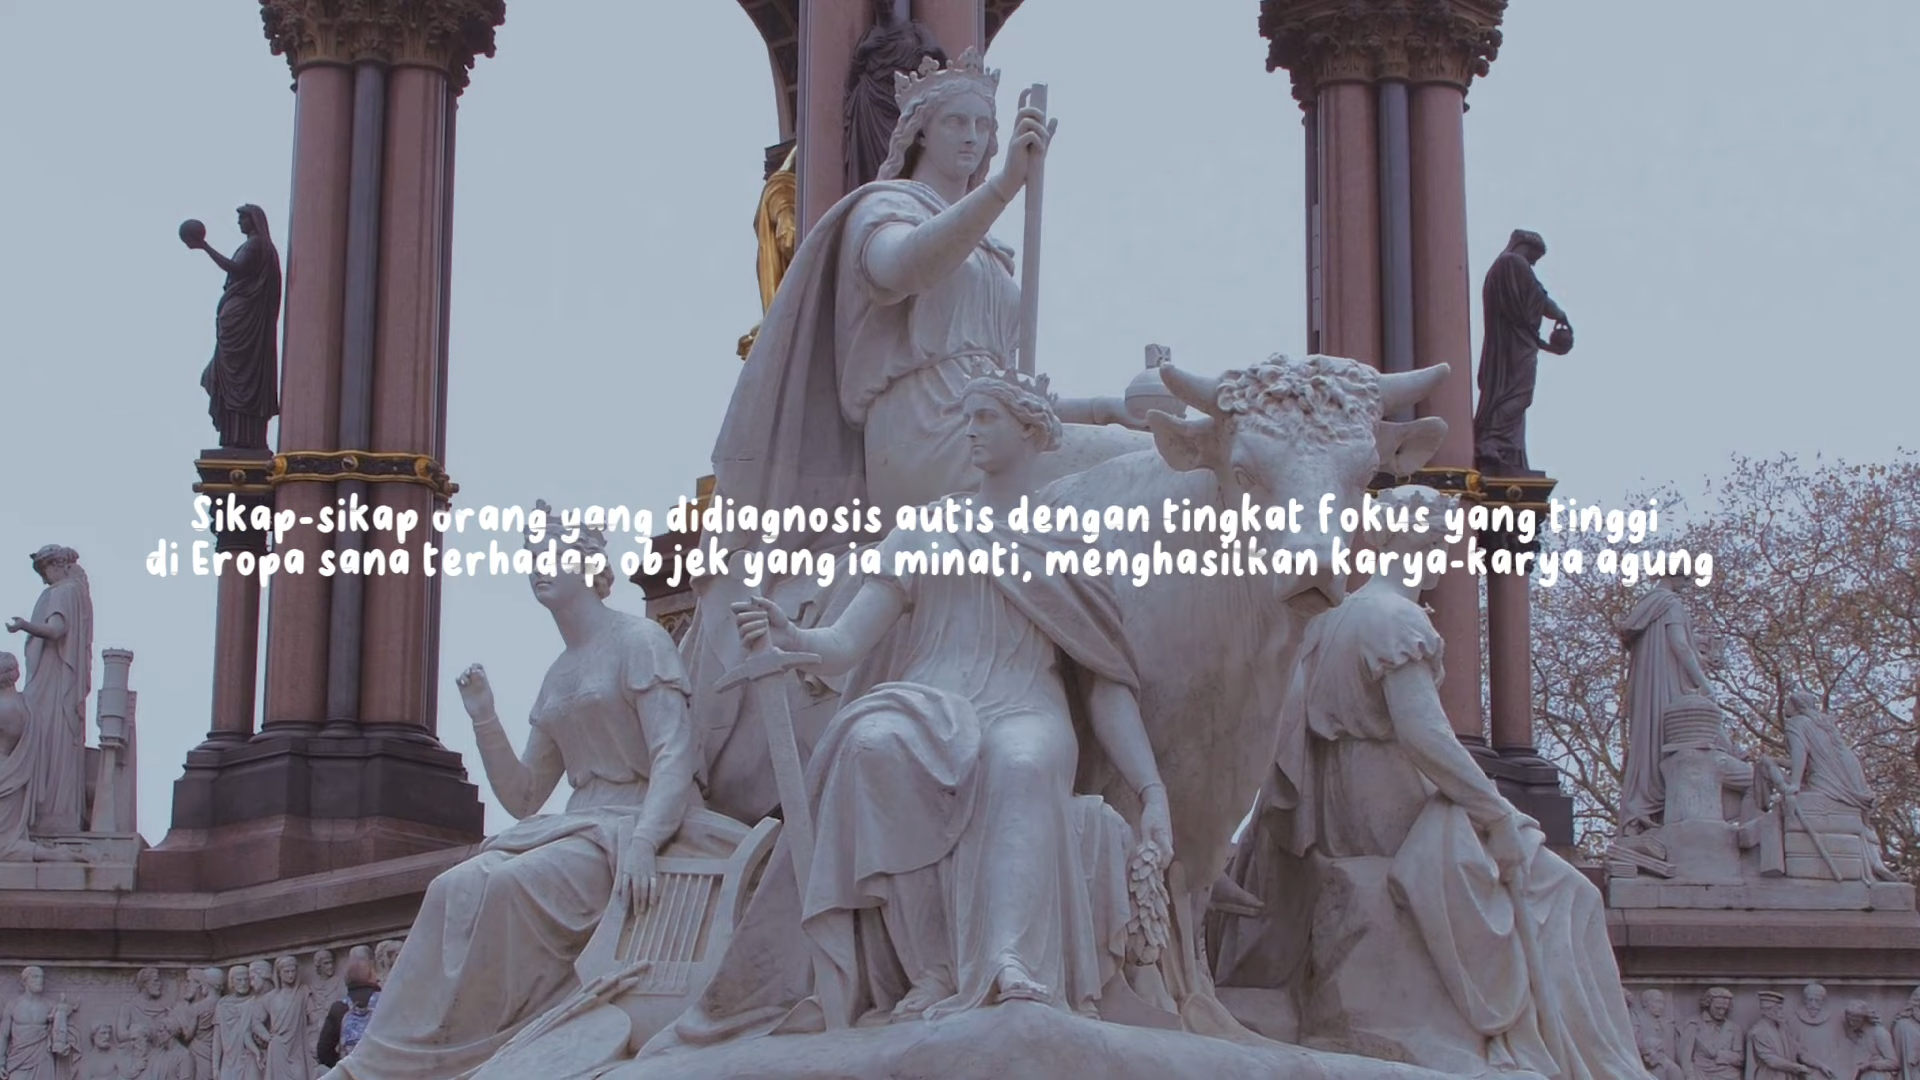 Sikap-sikap orang yang didiagnosis autis dengan tingkat fokus yang tinggi
di Eropa sana terhadap objek yang ia minati, menghasilkan karya-karya agung